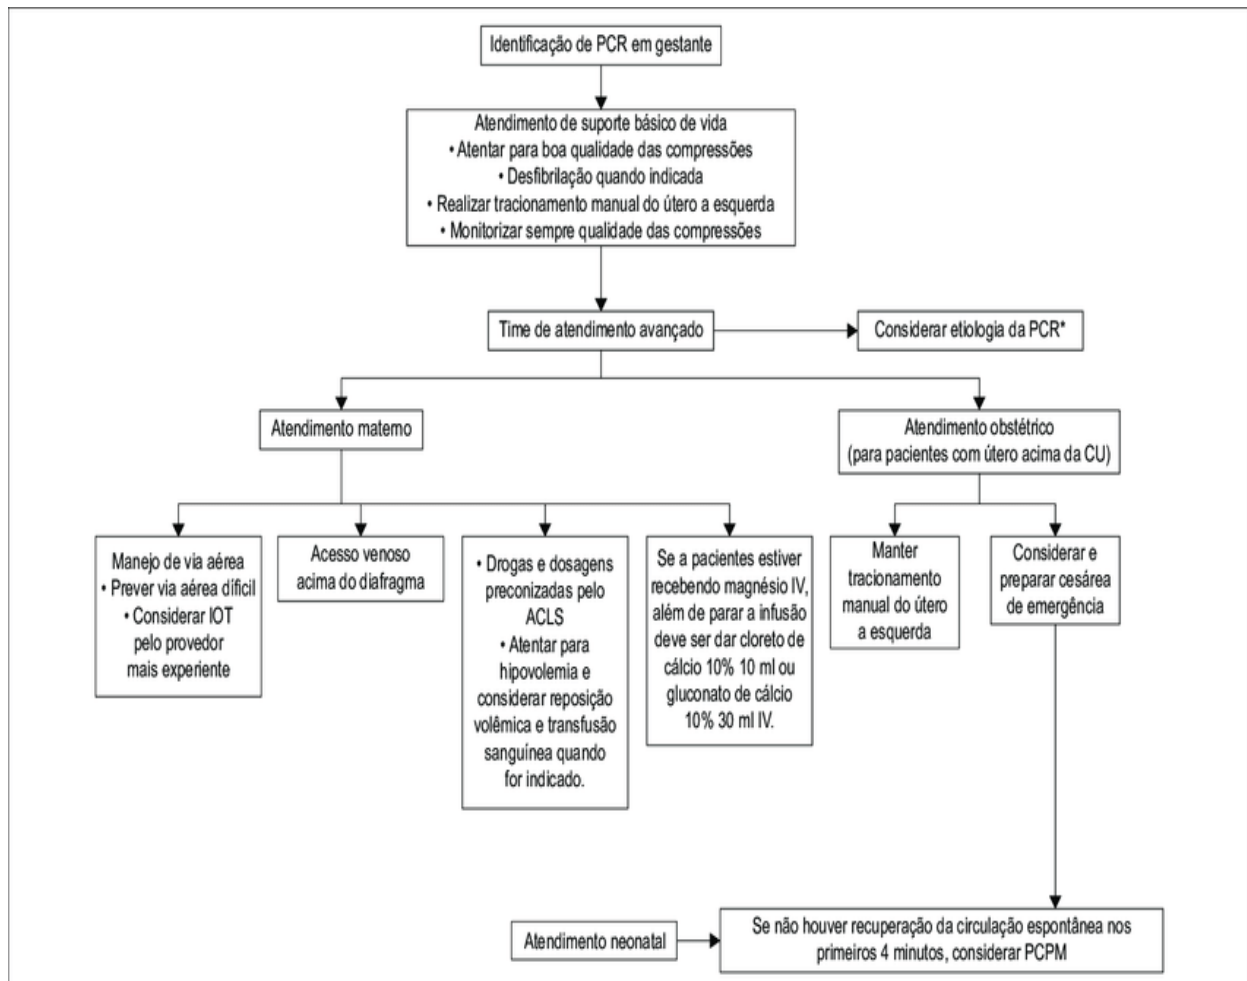 Identificação de PCR em gestante
Atendimento de suporte básico de vida
• Atentar para boa qualidade das compressões
• Desfibrilação quando indicada
• Realizar tracionamento manual do útero a esquerda
• Monitorizar sempre qualidade das compressões
Time de atendimento avançado
Considerar etiologia da PCR*
Atendimento materno
Atendimento obstétrico
(para pacientes com útero acima da CU)
Manejo de via aérea
• Prever via aérea difícil
• Considerar IOT
pelo provedor
mais experiente
Acesso venoso
acima do diafragma
• Drogas e dosagens
preconizadas pelo
ACLS
• Atentar para
hipovolemia e
considerar reposição
volêmica e transfusão
sanguínea quando
for indicado.
Se a pacientes estiver
recebendo magnésio IV,
além de parar a infusão
deve ser dar cloreto de
cálcio 10% 10 ml ou
gluconato de cálcio
10% 30 ml IV.
Manter
tracionamento
manual do útero
a esquerda
Considerar e
preparar cesárea
de emergência
Atendimento neonatal
Se não houver recuperação da circulação espontânea nos
primeiros 4 minutos, considerar PCPM